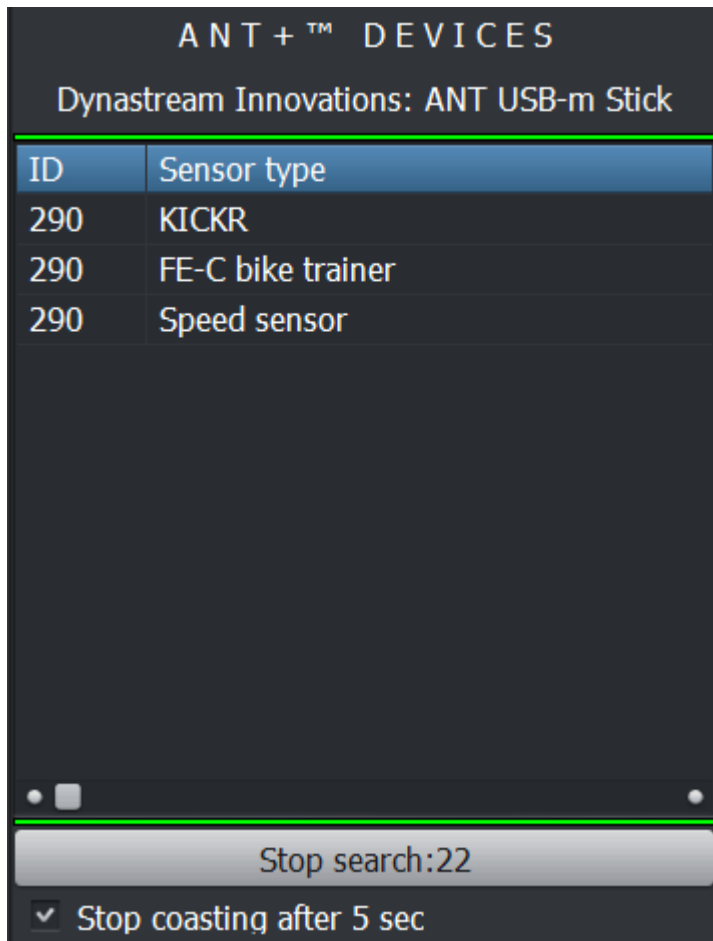 ANT+™ DEVICES
Dynastream Innovations: ANT USB-m Stick
ID Sensor type
290 KICKR
290 FE-C bike trainer
290 Speed sensor
Stop search:22
Stop coasting after 5 sec